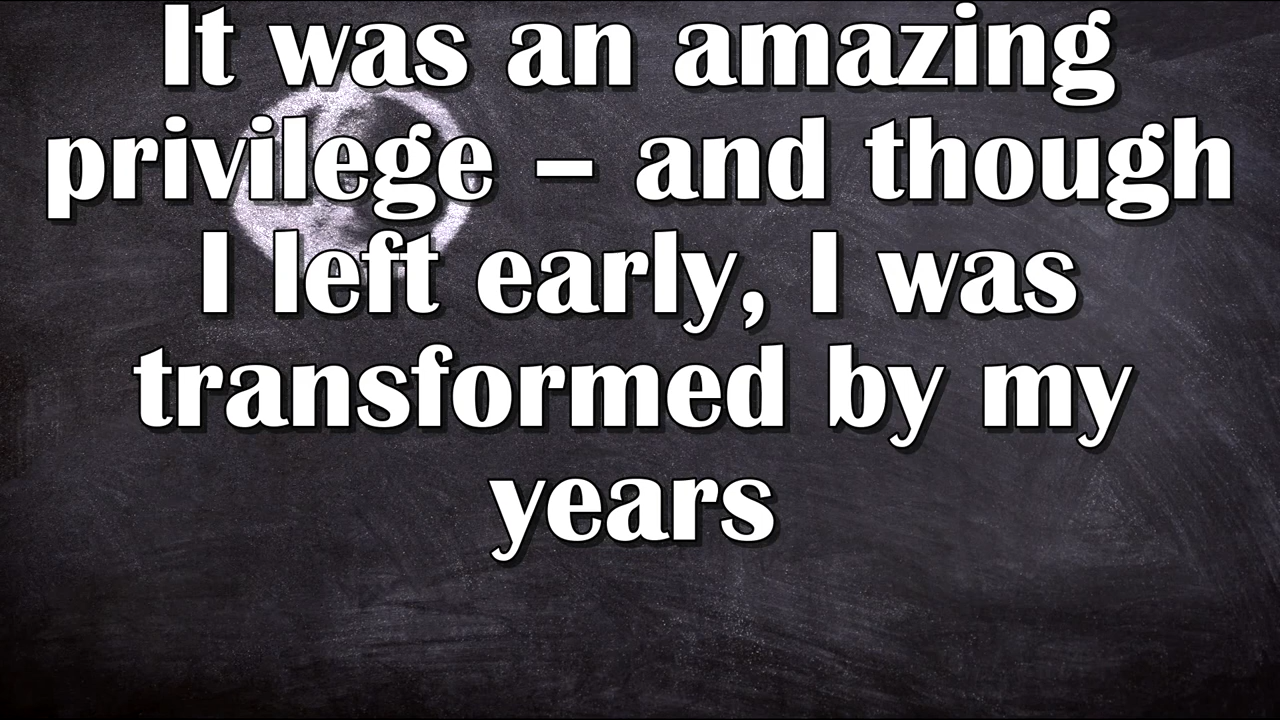 It was an amazing
privilege – and though
I left early, I was
transformed by my
years